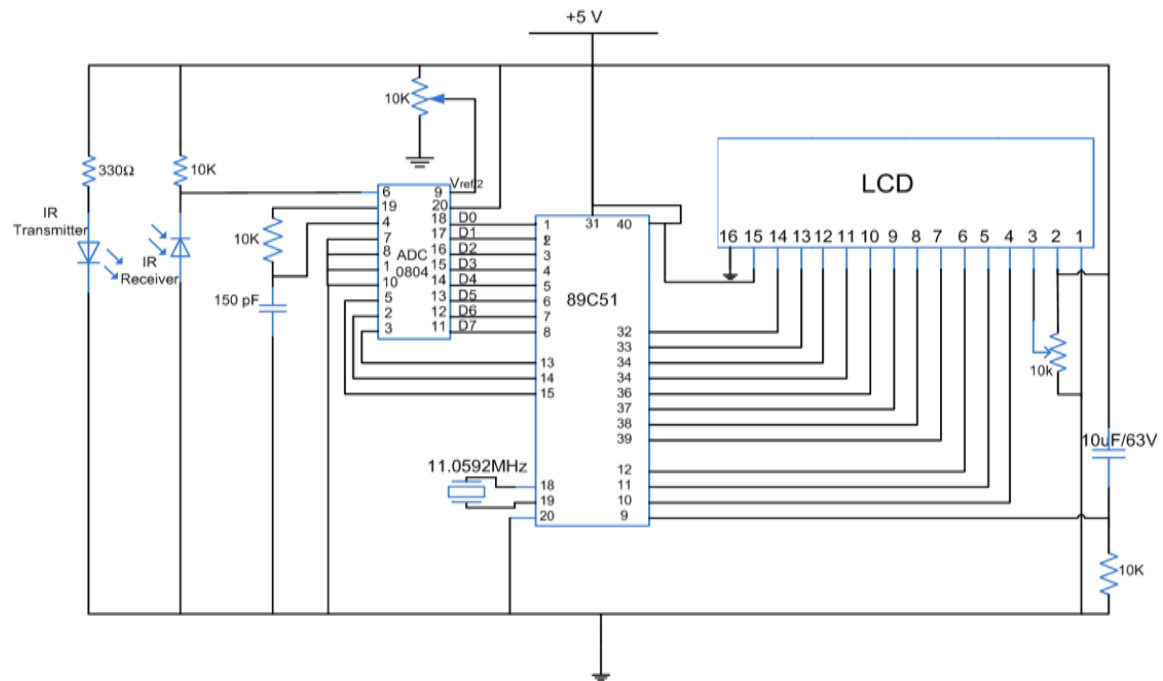 +5 V
10K
330Ω
10K
IR
Transmitter
IR
Receiver
10K
150 pF
Vref/2
6 9
19 20
4 18 D0
7 17 D1
8 16 D2
1 15 D3
10 14 D4
5 13 D5
2 12 D6
3 11 D7
ADC
0804
31 40
1
2
3
4
5
6
7
8
13
14
15
18
19
20
89C51
32
33
34
34
36
37
38
39
12
11
10
9
11.0592MHz
LCD
16 15 14 13 12 11 10 9 8 7 6 5 4 3 2 1
10k
10uF/63V
10K